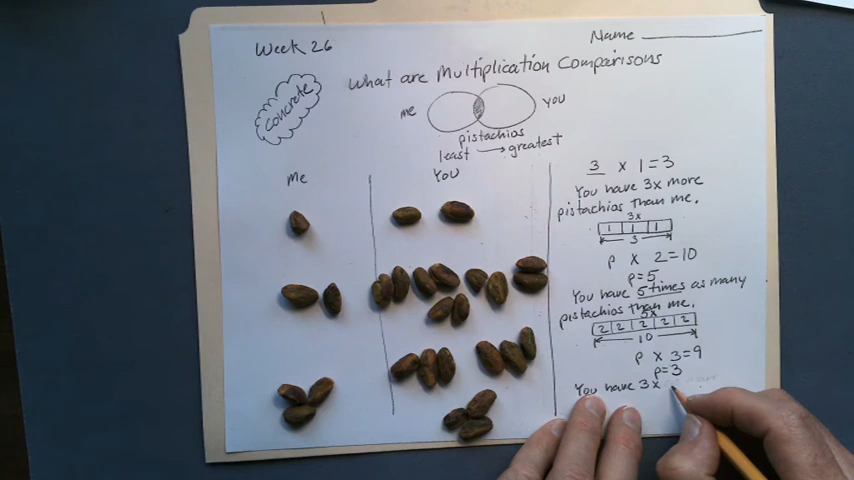 Week 26
Name
concrete
What are Multiplication Comparisons
me
YOU
pistachios
least → greatest
Me
You
3 x 1 = 3
You have 3x more
pistachios than me.
3x
1 1 1
3
p x 2 = 10
p = 5
You have 5 times as many
pistachios than me.
5x
2 2 2 2 2
10
p x 3 = 9
p = 3
You have 3x